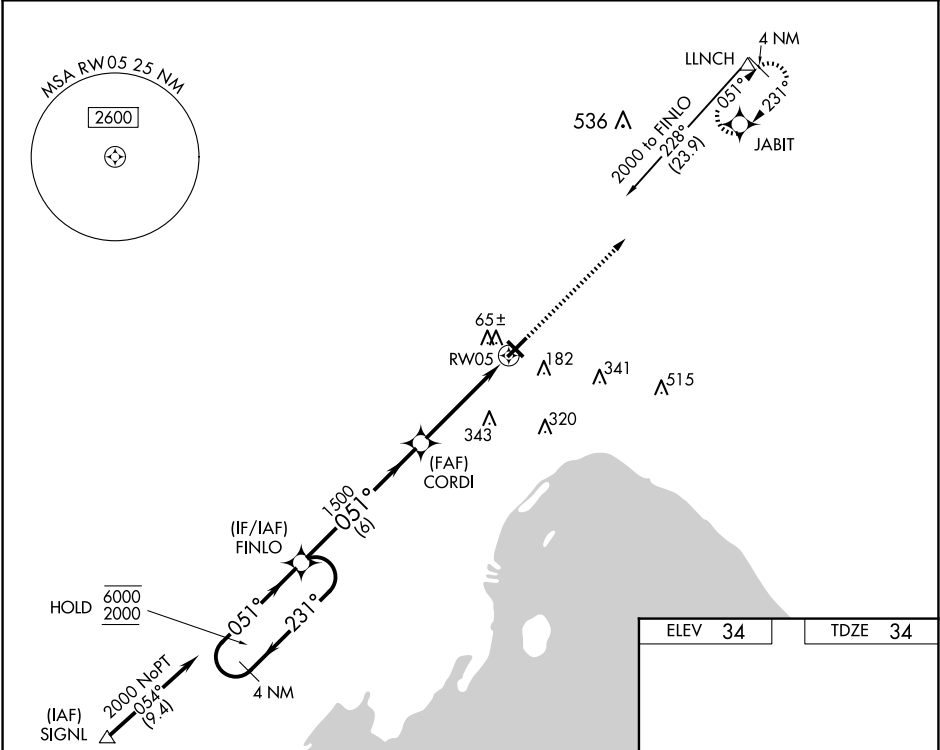 MSA RW05 25 NM
2600
LLNCH
4 NM
051°
231°
JABIT
536
2000 to FINLO
228°
(23.9)
65±
RW05
182
341
515
343
320
(FAF)
CORDI
1500
051°
(6)
(IF/IAF)
FINLO
HOLD
6000
2000
051°
231°
4 NM
2000 NoPT
054°
(9.4)
(IAF)
SIGNL
ELEV 34
TDZE 34